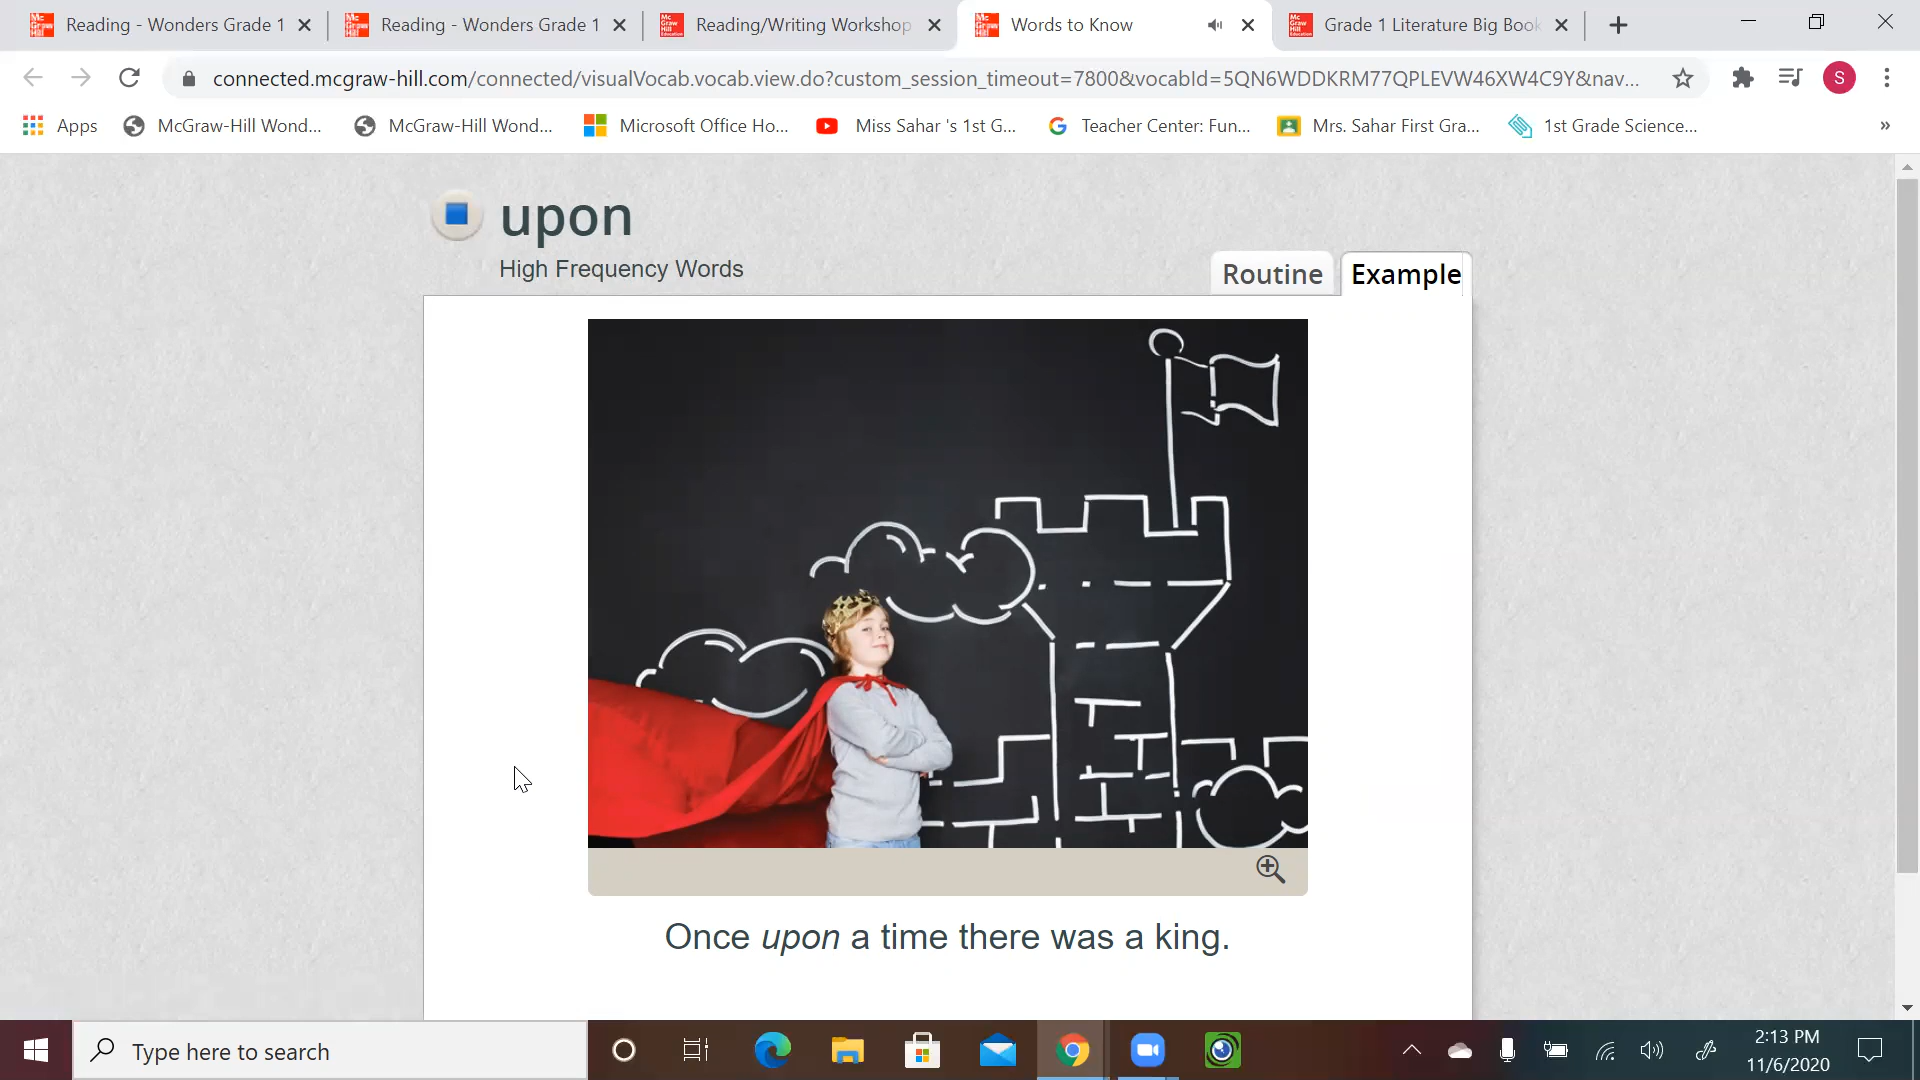 Reading - Wonders Grade 1
Reading - Wonders Grade 1
Reading/Writing Workshop
Words to Know
Grade 1 Literature Big Book
connected.mcgraw-hill.com/connected/visualVocab.vocab.view.do?custom_session_timeout=7800&vocabId=5QN6WDDKRM77QPLEVW46XW4C9Y&nav...
S
Apps
McGraw-Hill Wond...
McGraw-Hill Wond...
Microsoft Office Ho...
Miss Sahar 's 1st G...
Teacher Center: Fun...
Mrs. Sahar First Gra...
1st Grade Science...
»
upon
High Frequency Words
Routine
Example
Once upon a time there was a king.
Type here to search
2:13 PM
11/6/2020